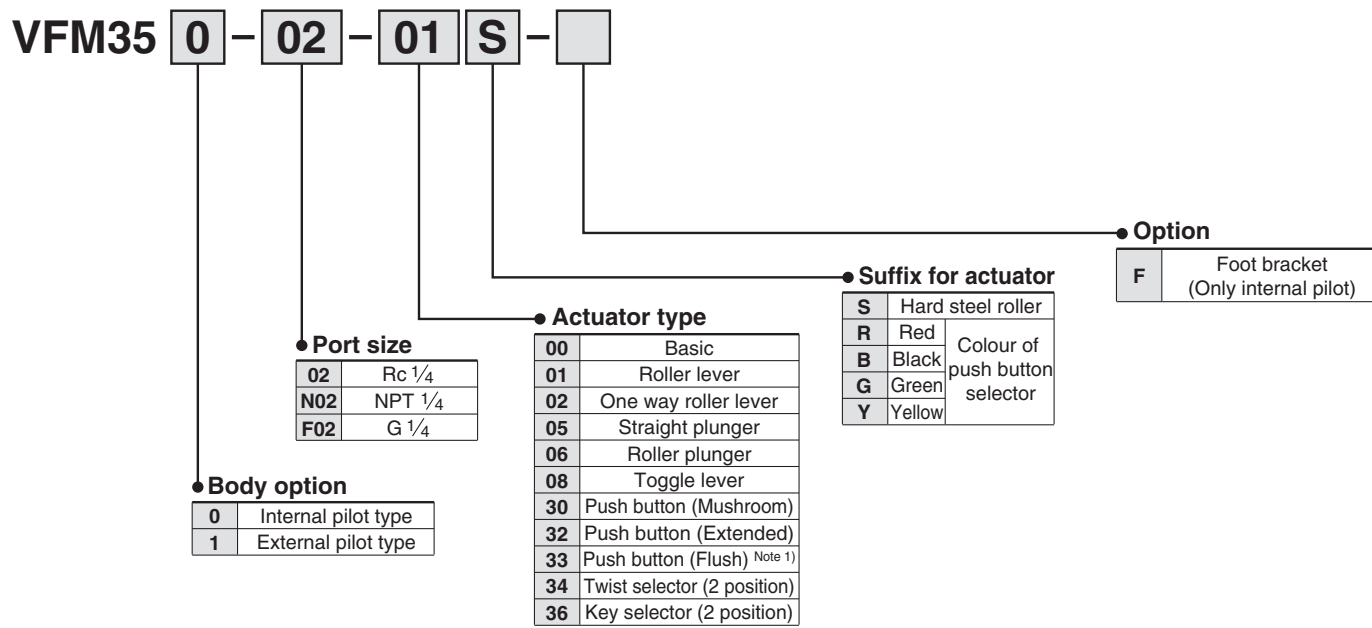 VFM35 0 – 02 – 01 S –
Option
F Foot bracket (Only internal pilot)
Suffix for actuator
S Hard steel roller
R Red
B Black
G Green
Y Yellow
Colour of push button selector
Actuator type
00 Basic
01 Roller lever
02 One way roller lever
05 Straight plunger
06 Roller plunger
08 Toggle lever
30 Push button (Mushroom)
32 Push button (Extended)
33 Push button (Flush) Note 1)
34 Twist selector (2 position)
36 Key selector (2 position)
Port size
02 Rc 1/4
N02 NPT 1/4
F02 G 1/4
Body option
0 Internal pilot type
1 External pilot type